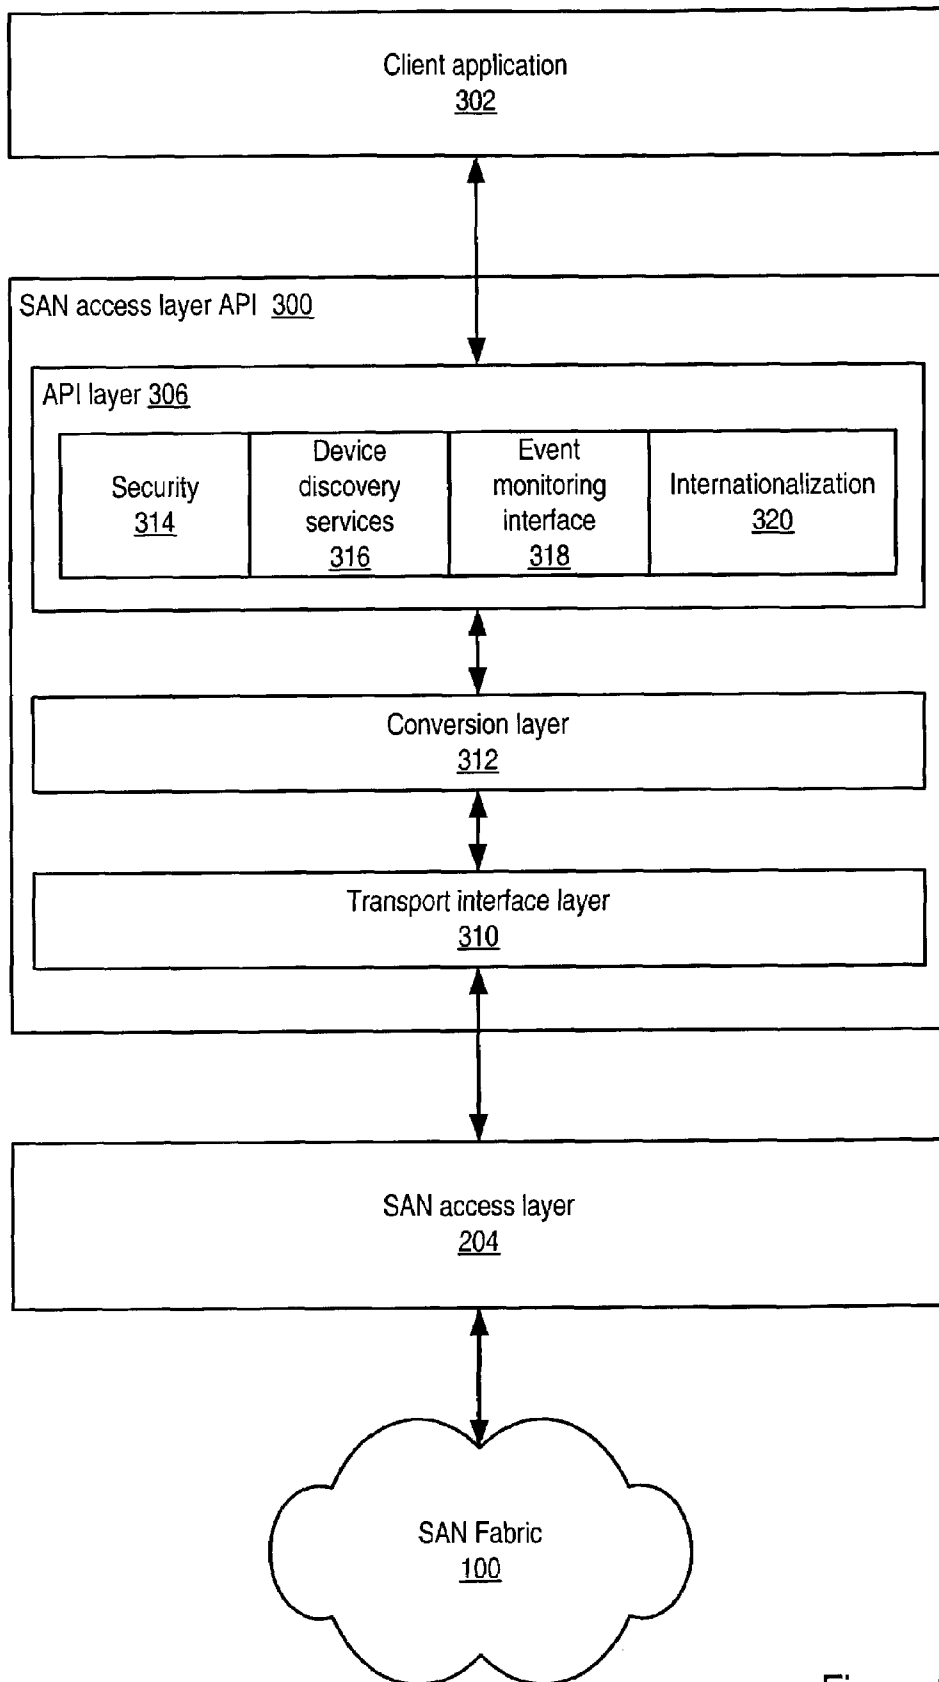 Client application
302
SAN access layer API 300
API layer 306
Security
314
Device
discovery
services
316
Event
monitoring
interface
318
Internationalization
320
Conversion layer
312
Transport interface layer
310
SAN access layer
204
SAN Fabric
100